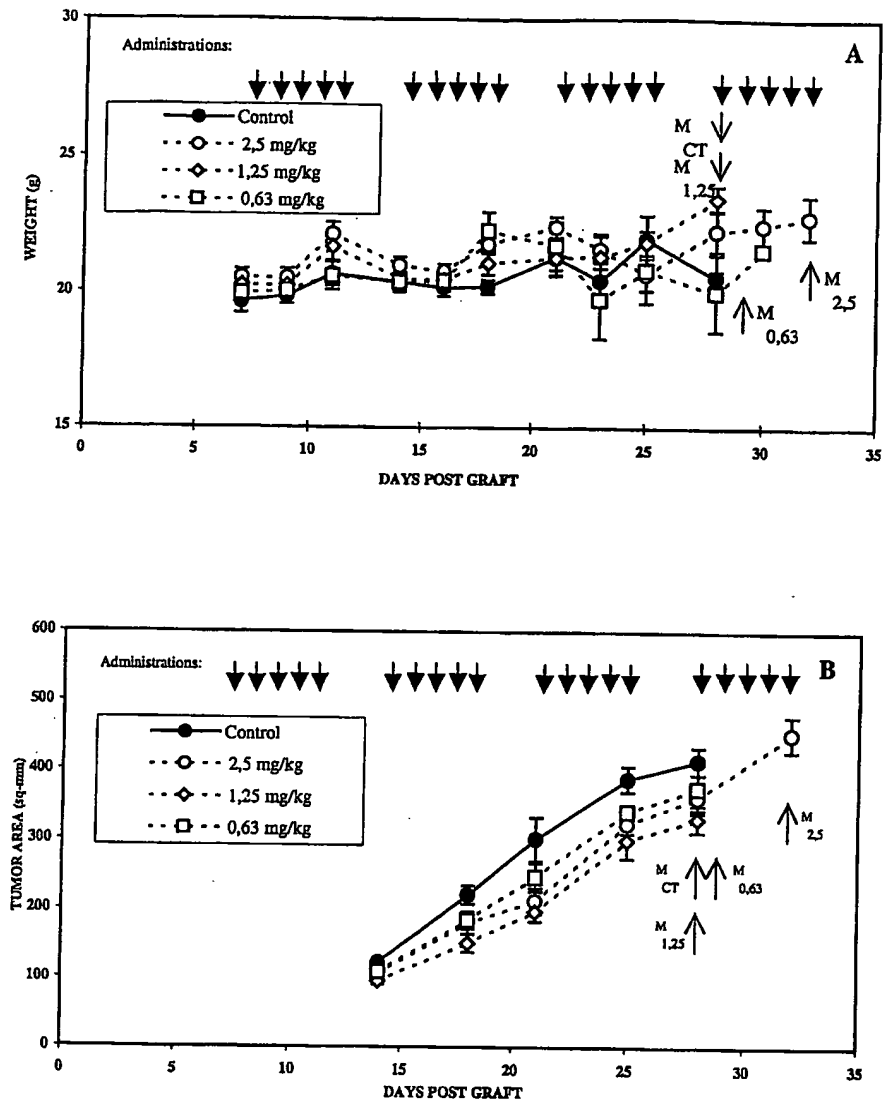 30
Administrations:
A
Control
2,5 mg/kg
1,25 mg/kg
0,63 mg/kg
M
CT
M
1,25
25
WEIGHT (g)
20
M
2,5
M
0,63
15
0
5
10
15
20
25
30
35
DAYS POST GRAFT
600
Administrations:
B
500
Control
2,5 mg/kg
1,25 mg/kg
0,63 mg/kg
400
TUMOR AREA (sq-mm)
300
M
2,5
M
CT
M
0,63
200
M
1,25
100
0
0
5
10
15
20
25
30
35
DAYS POST GRAFT